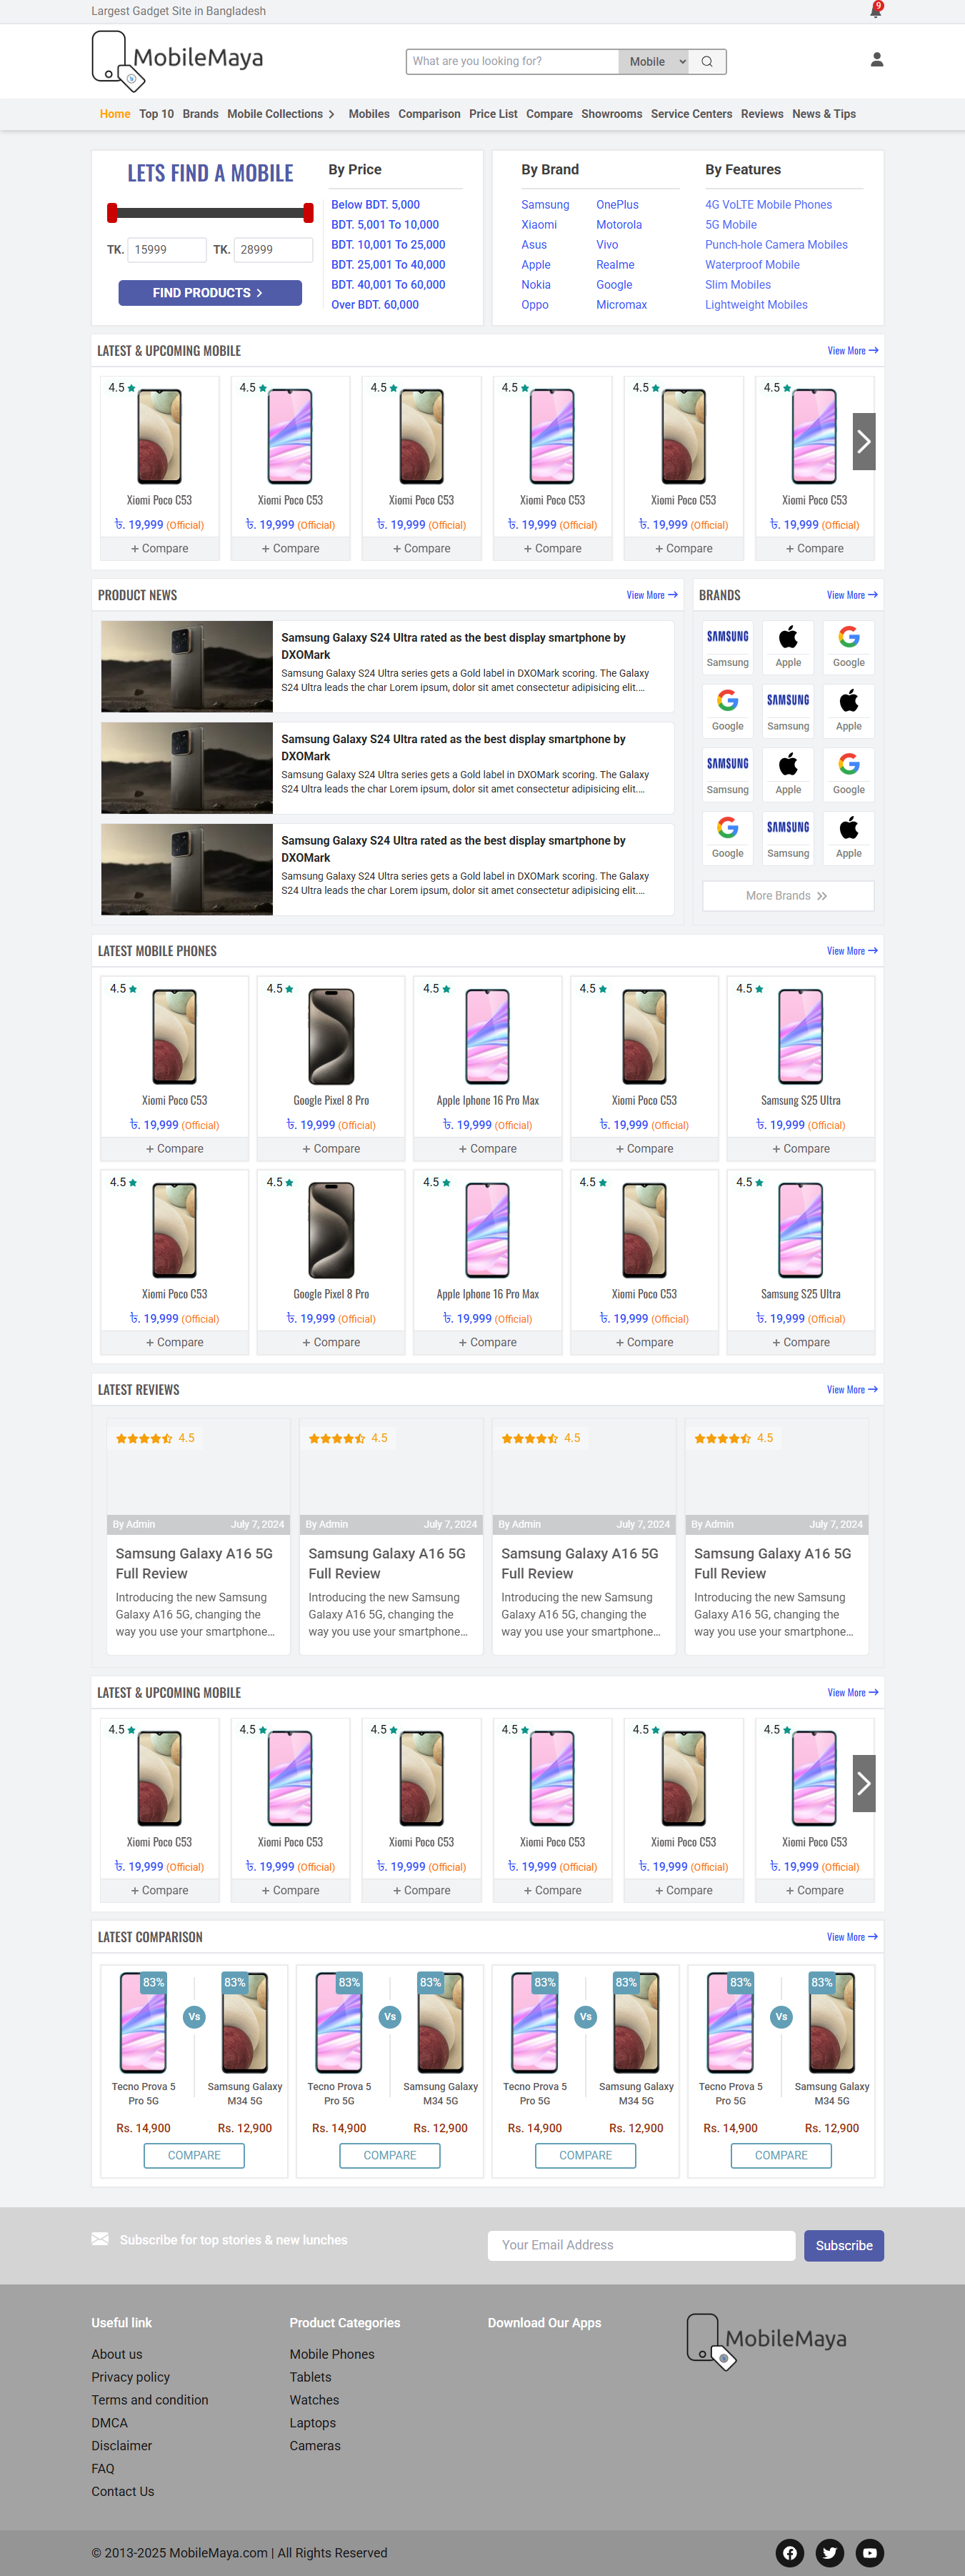 Largest Gadget Site in Bangladesh
9
MobileMaya
What are you looking for?
Mobile
Home Top 10 Brands Mobile Collections Mobiles Comparison Price List Compare Showrooms Service Centers Reviews News & Tips
LETS FIND A MOBILE
TK. 15999 TK. 28999
FIND PRODUCTS
By Price
Below BDT. 5,000
BDT. 5,001 To 10,000
BDT. 10,001 To 25,000
BDT. 25,001 To 40,000
BDT. 40,001 To 60,000
Over BDT. 60,000
By Brand
Samsung OnePlus
Xiaomi Motorola
Asus Vivo
Apple Realme
Nokia Google
Oppo Micromax
By Features
4G VoLTE Mobile Phones
5G Mobile
Punch-hole Camera Mobiles
Waterproof Mobile
Slim Mobiles
Lightweight Mobiles
LATEST & UPCOMING MOBILE View More
4.5 4.5 4.5 4.5 4.5 4.5
Xiomi Poco C53 Xiomi Poco C53 Xiomi Poco C53 Xiomi Poco C53 Xiomi Poco C53 Xiomi Poco C53
৳. 19,999 (Official) ৳. 19,999 (Official) ৳. 19,999 (Official) ৳. 19,999 (Official) ৳. 19,999 (Official) ৳. 19,999 (Official)
+ Compare + Compare + Compare + Compare + Compare + Compare
PRODUCT NEWS View More
Samsung Galaxy S24 Ultra rated as the best display smartphone by
DXOMark
Samsung Galaxy S24 Ultra series gets a Gold label in DXOMark scoring. The Galaxy
S24 Ultra leads the char Lorem ipsum, dolor sit amet consectetur adipisicing elit....
Samsung Galaxy S24 Ultra rated as the best display smartphone by
DXOMark
Samsung Galaxy S24 Ultra series gets a Gold label in DXOMark scoring. The Galaxy
S24 Ultra leads the char Lorem ipsum, dolor sit amet consectetur adipisicing elit....
Samsung Galaxy S24 Ultra rated as the best display smartphone by
DXOMark
Samsung Galaxy S24 Ultra series gets a Gold label in DXOMark scoring. The Galaxy
S24 Ultra leads the char Lorem ipsum, dolor sit amet consectetur adipisicing elit....
BRANDS View More
SAMSUNG
Samsung Apple Google
SAMSUNG
Google Samsung Apple
SAMSUNG
Samsung Apple Google
SAMSUNG
Google Samsung Apple
More Brands
LATEST MOBILE PHONES View More
4.5 4.5 4.5 4.5 4.5
Xiomi Poco C53 Google Pixel 8 Pro Apple Iphone 16 Pro Max Xiomi Poco C53 Samsung S25 Ultra
৳. 19,999 (Official) ৳. 19,999 (Official) ৳. 19,999 (Official) ৳. 19,999 (Official) ৳. 19,999 (Official)
+ Compare + Compare + Compare + Compare + Compare
4.5 4.5 4.5 4.5 4.5
Xiomi Poco C53 Google Pixel 8 Pro Apple Iphone 16 Pro Max Xiomi Poco C53 Samsung S25 Ultra
৳. 19,999 (Official) ৳. 19,999 (Official) ৳. 19,999 (Official) ৳. 19,999 (Official) ৳. 19,999 (Official)
+ Compare + Compare + Compare + Compare + Compare
LATEST REVIEWS View More
4.5 4.5 4.5 4.5
By Admin July 7, 2024 By Admin July 7, 2024 By Admin July 7, 2024 By Admin July 7, 2024
Samsung Galaxy A16 5G Samsung Galaxy A16 5G Samsung Galaxy A16 5G Samsung Galaxy A16 5G
Full Review Full Review Full Review Full Review
Introducing the new Samsung Introducing the new Samsung Introducing the new Samsung Introducing the new Samsung
Galaxy A16 5G, changing the Galaxy A16 5G, changing the Galaxy A16 5G, changing the Galaxy A16 5G, changing the
way you use your smartphone... way you use your smartphone... way you use your smartphone... way you use your smartphone...
LATEST & UPCOMING MOBILE View More
4.5 4.5 4.5 4.5 4.5 4.5
Xiomi Poco C53 Xiomi Poco C53 Xiomi Poco C53 Xiomi Poco C53 Xiomi Poco C53 Xiomi Poco C53
৳. 19,999 (Official) ৳. 19,999 (Official) ৳. 19,999 (Official) ৳. 19,999 (Official) ৳. 19,999 (Official) ৳. 19,999 (Official)
+ Compare + Compare + Compare + Compare + Compare + Compare
LATEST COMPARISON View More
83% 83% 83% 83% 83% 83% 83% 83%
Vs Vs Vs Vs
Tecno Prova 5 Samsung Galaxy Tecno Prova 5 Samsung Galaxy Tecno Prova 5 Samsung Galaxy Tecno Prova 5 Samsung Galaxy
Pro 5G M34 5G Pro 5G M34 5G Pro 5G M34 5G Pro 5G M34 5G
Rs. 14,900 Rs. 12,900 Rs. 14,900 Rs. 12,900 Rs. 14,900 Rs. 12,900 Rs. 14,900 Rs. 12,900
COMPARE COMPARE COMPARE COMPARE
Subscribe for top stories & new lunches
Your Email Address
Subscribe
Useful link
About us
Privacy policy
Terms and condition
DMCA
Disclaimer
FAQ
Contact Us
Product Categories
Mobile Phones
Tablets
Watches
Laptops
Cameras
Download Our Apps
MobileMaya
© 2013-2025 MobileMaya.com | All Rights Reserved